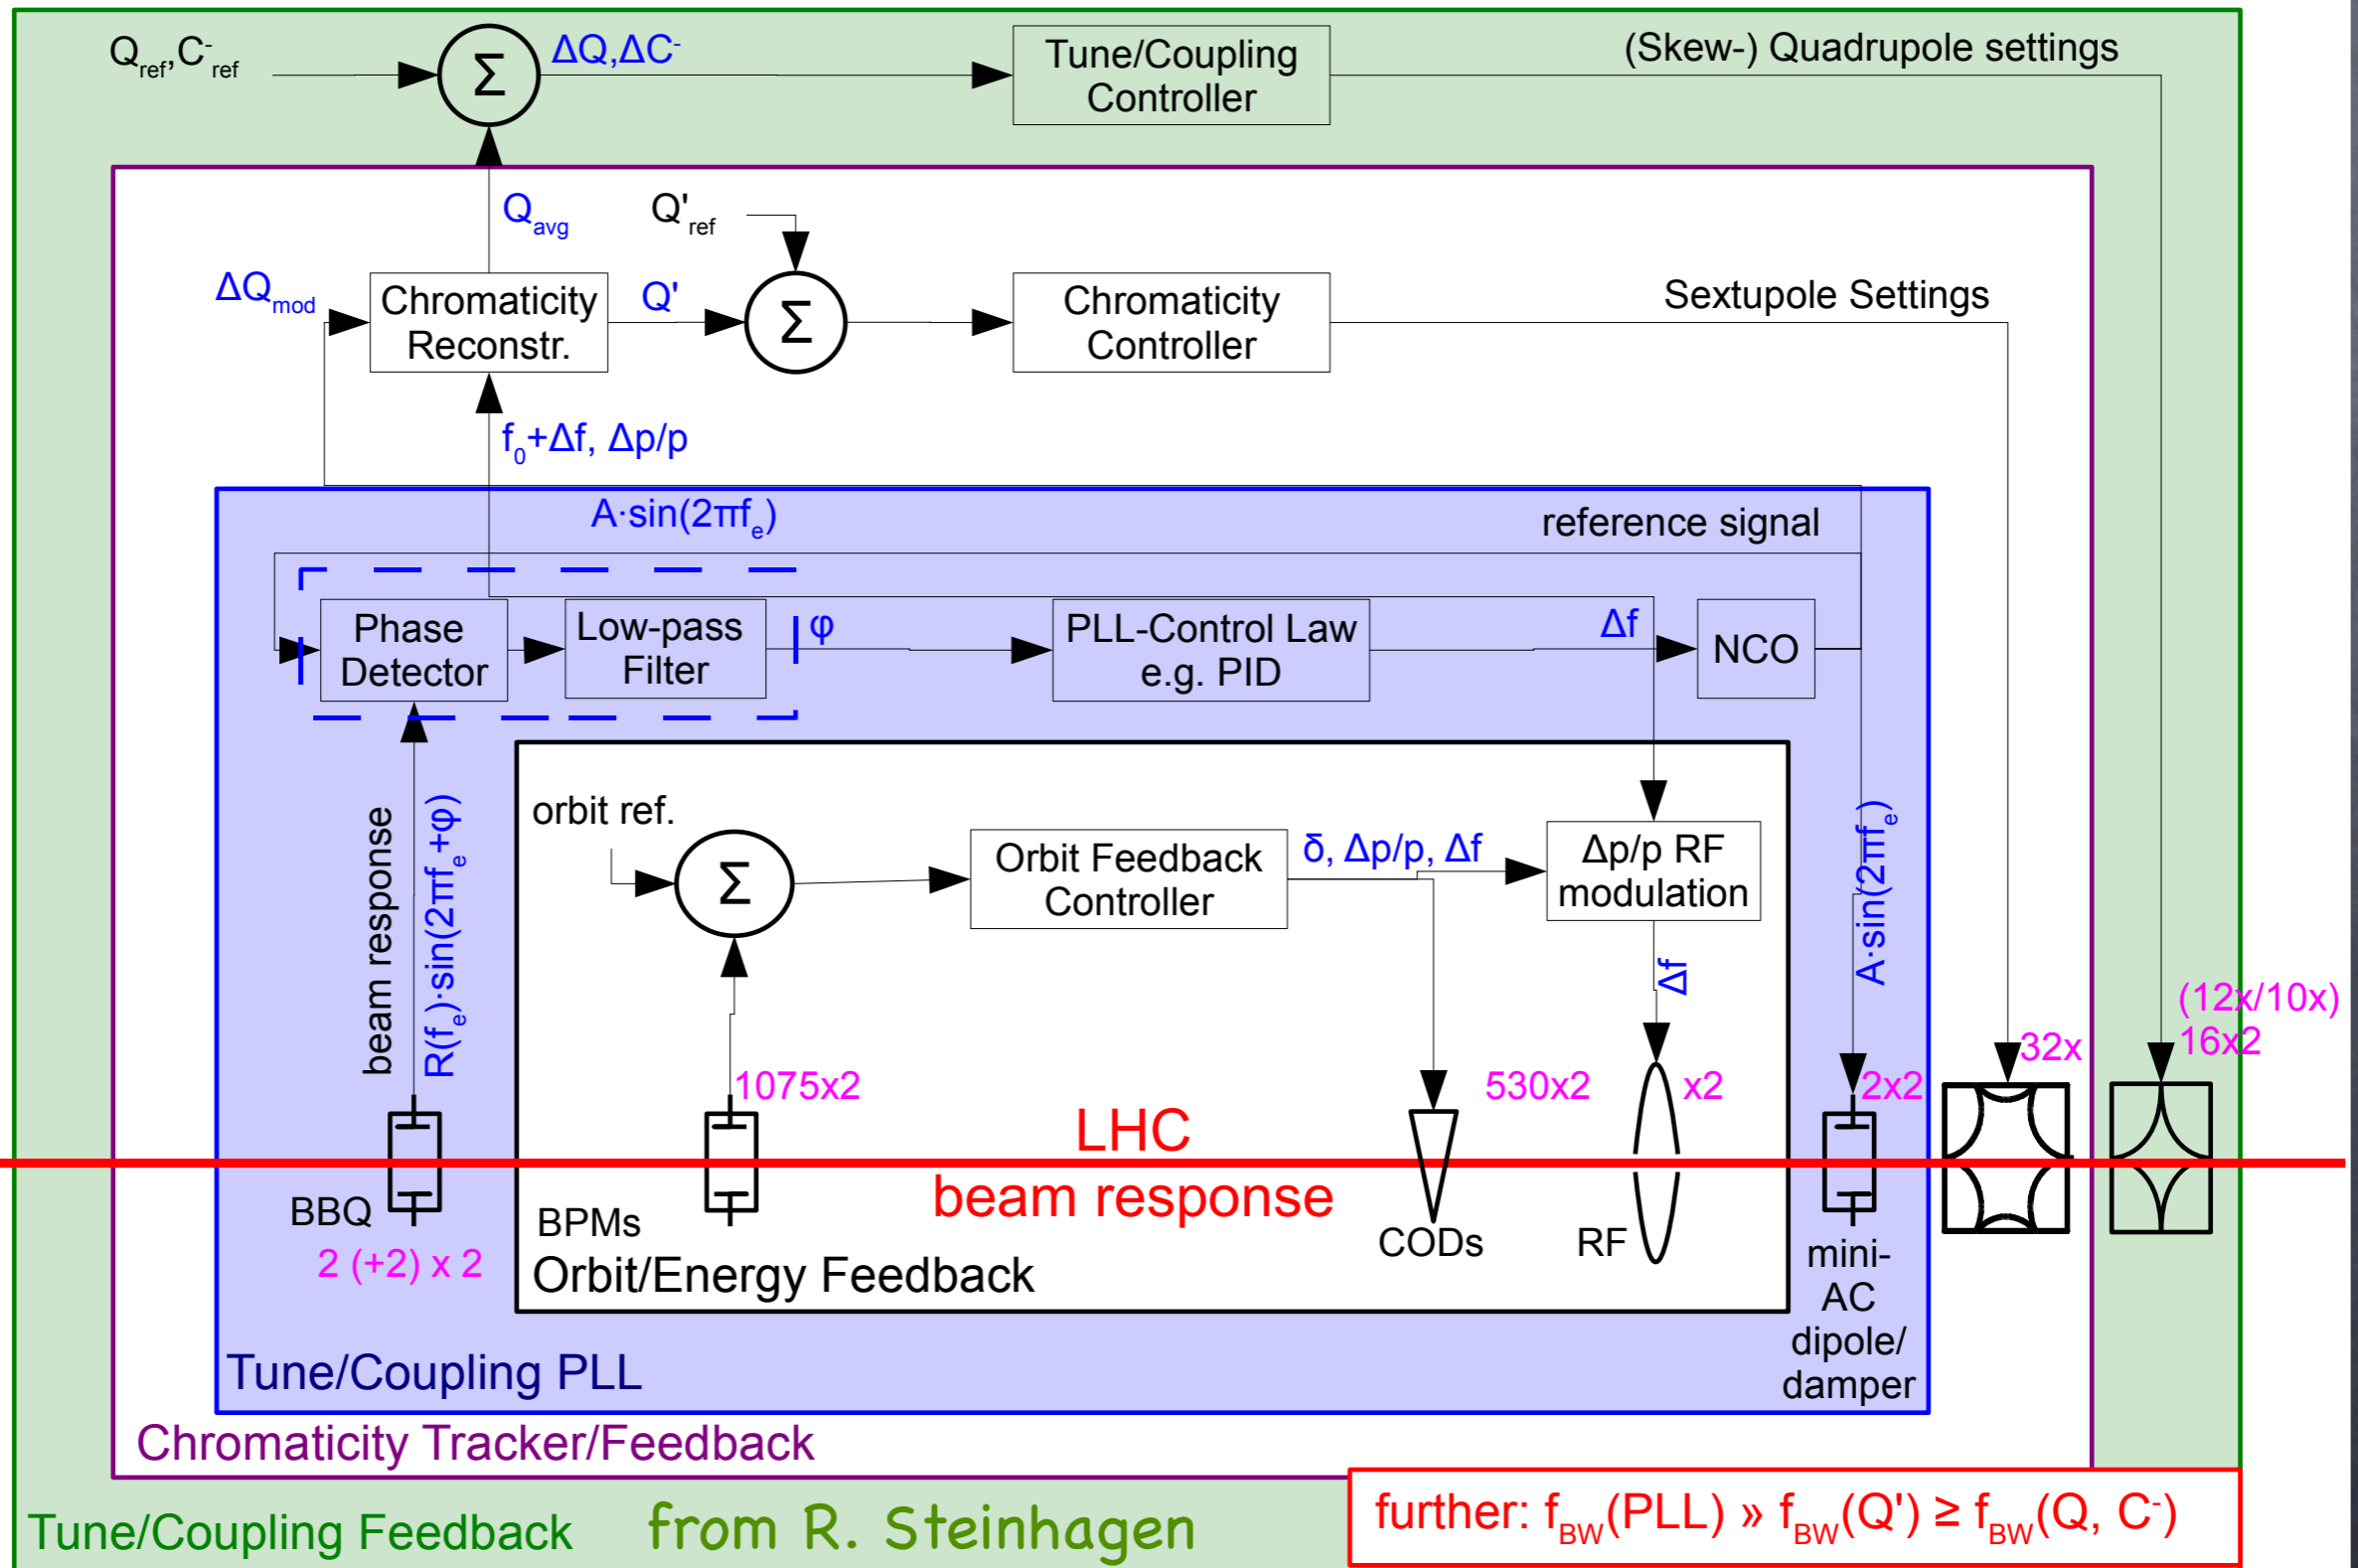 Q_ref, C⁻_ref
Σ
ΔQ,ΔC⁻
Tune/Coupling
Controller
(Skew-) Quadrupole settings
Q_avg
Q'_ref
ΔQ_mod
Chromaticity
Reconstr.
Q'
Σ
Chromaticity
Controller
Sextupole Settings
f₀+Δf, Δp/p
A·sin(2πf_e)
reference signal
Phase
Detector
Low-pass
Filter
φ
PLL-Control Law
e.g. PID
Δf
NCO
beam response
R(f_e)·sin(2πf_e+φ)
orbit ref.
Σ
Orbit Feedback
Controller
δ, Δp/p, Δf
Δp/p RF
modulation
Δf
A·sin(2πf_e)
(12x/10x)
16x2
32x
1075x2
530x2
x2
2x2
LHC
beam response
BBQ
2 (+2) x 2
BPMs
CODs
RF
Orbit/Energy Feedback
mini-
AC
dipole/
damper
Tune/Coupling PLL
Chromaticity Tracker/Feedback
Tune/Coupling Feedback
from R. Steinhagen
further: f_BW(PLL) » f_BW(Q') ≥ f_BW(Q, C⁻)